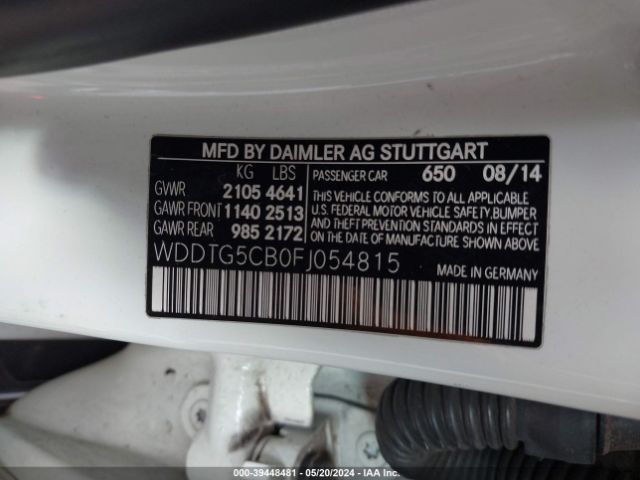 MFD BY DAIMLER AG STUTTGART
KG LBS
GVWR 2105 4641
GAWR FRONT 1140 2513
GAWR REAR 985 2172
PASSENGER CAR 650 08/14
THIS VEHICLE CONFORMS TO ALL APPLICABLE
U.S. FEDERAL MOTOR VEHICLE SAFETY, BUMPER
AND THEFT PREVENTION STANDARDS IN EFFECT
ON THE DATE OF MANUFACTURE SHOWN ABOVE.
WDDTG5CB0FJ054815 MADE IN GERMANY
000-39448481 - 05/20/2024 - IAA Inc.